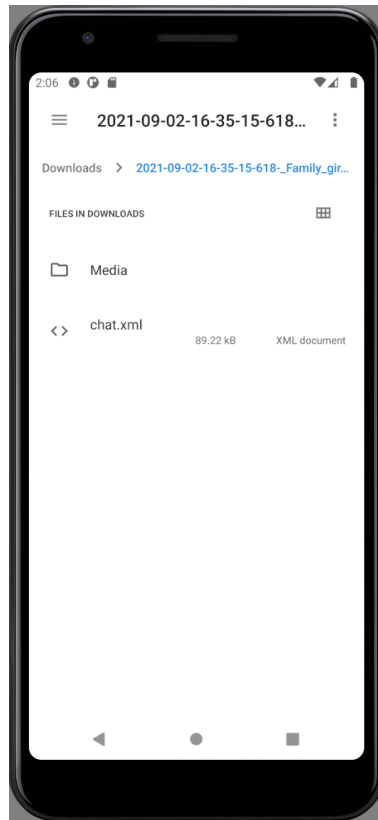 2:06
2021-09-02-16-35-15-618...
Downloads > 2021-09-02-16-35-15-618-_Family_gir...
FILES IN DOWNLOADS
Media
chat.xml
89.22 kB XML document